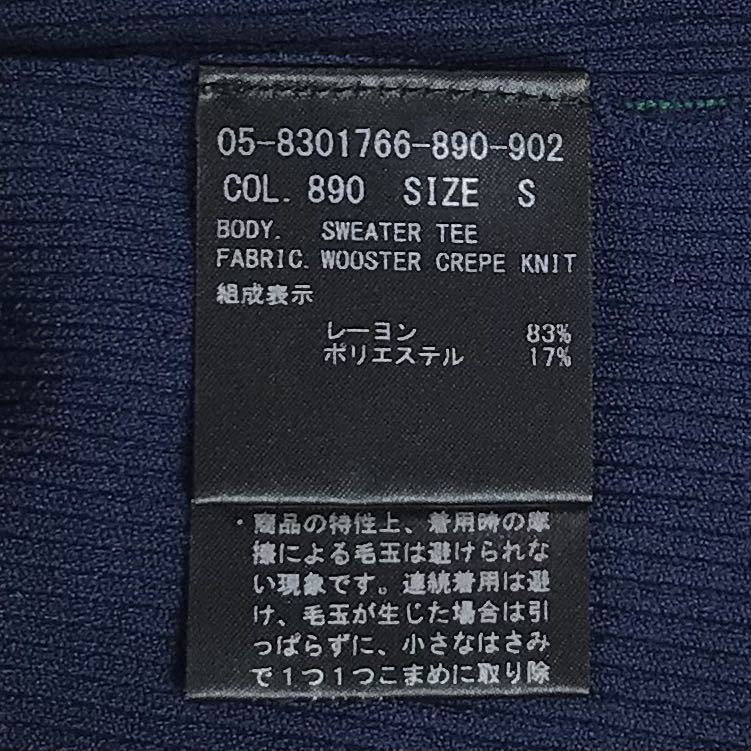 05-8301766-890-902
COL. 890 SIZE S
BODY. SWEATER TEE
FABRIC. WOOSTER CREPE KNIT
組成表示
レーヨン 83%
ポリエステル 17%
・商品の特性上、着用時の摩
擦による毛玉は避けられな
い現象です。連続着用は避
け、毛玉が生じた場合は引
っぱらずに、小さなはさみ
で1つ1つこまめに取り除